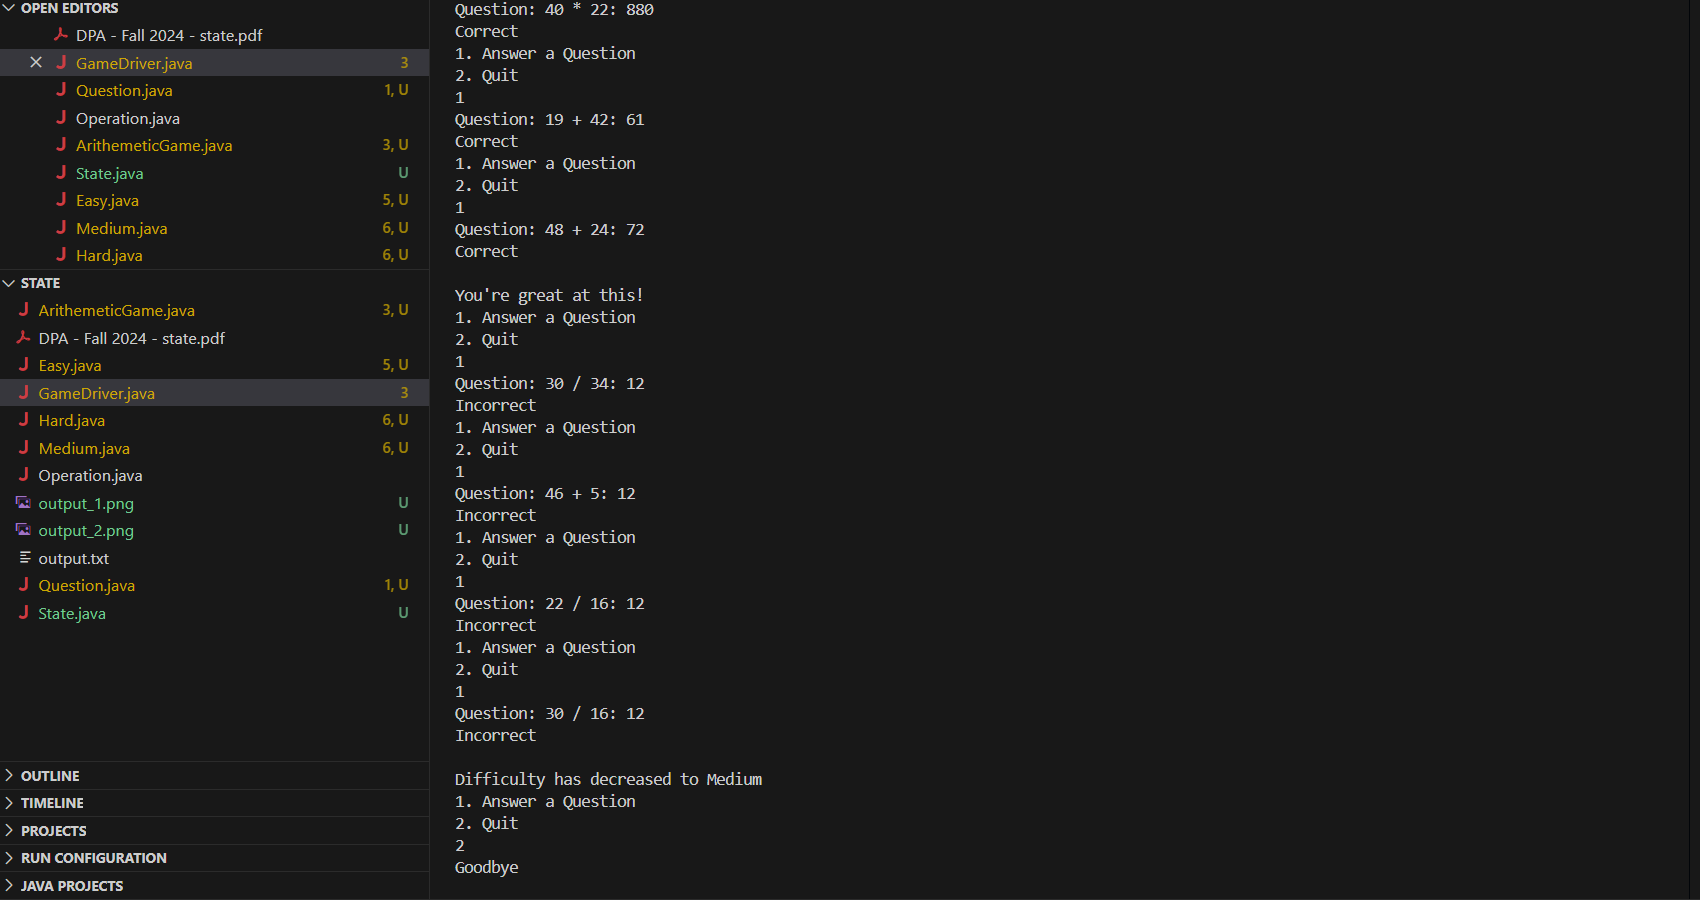 OPEN EDITORS
DPA - Fall 2024 - state.pdf
GameDriver.java 3
Question.java 1, U
Operation.java
ArithemeticGame.java 3, U
State.java U
Easy.java 5, U
Medium.java 6, U
Hard.java 6, U
STATE
ArithemeticGame.java 3, U
DPA - Fall 2024 - state.pdf
Easy.java 5, U
GameDriver.java 3
Hard.java 6, U
Medium.java 6, U
Operation.java
output_1.png U
output_2.png U
output.txt
Question.java 1, U
State.java U
OUTLINE
TIMELINE
PROJECTS
RUN CONFIGURATION
JAVA PROJECTS
Question: 40 * 22: 880
Correct
1. Answer a Question
2. Quit
1
Question: 19 + 42: 61
Correct
1. Answer a Question
2. Quit
1
Question: 48 + 24: 72
Correct
You're great at this!
1. Answer a Question
2. Quit
1
Question: 30 / 34: 12
Incorrect
1. Answer a Question
2. Quit
1
Question: 46 + 5: 12
Incorrect
1. Answer a Question
2. Quit
1
Question: 22 / 16: 12
Incorrect
1. Answer a Question
2. Quit
1
Question: 30 / 16: 12
Incorrect
Difficulty has decreased to Medium
1. Answer a Question
2. Quit
2
Goodbye